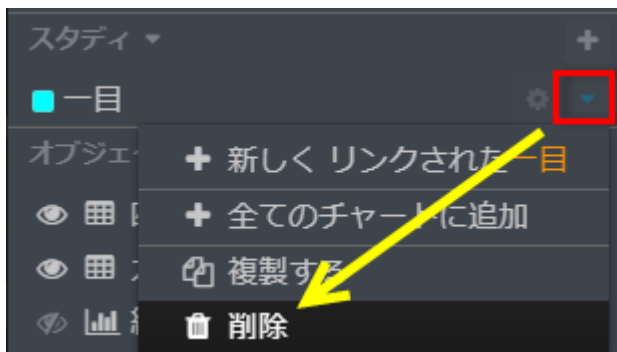 スタディ
一目
オブジェ
新しく リンクされた一目
全てのチャートに追加
複製する
削除